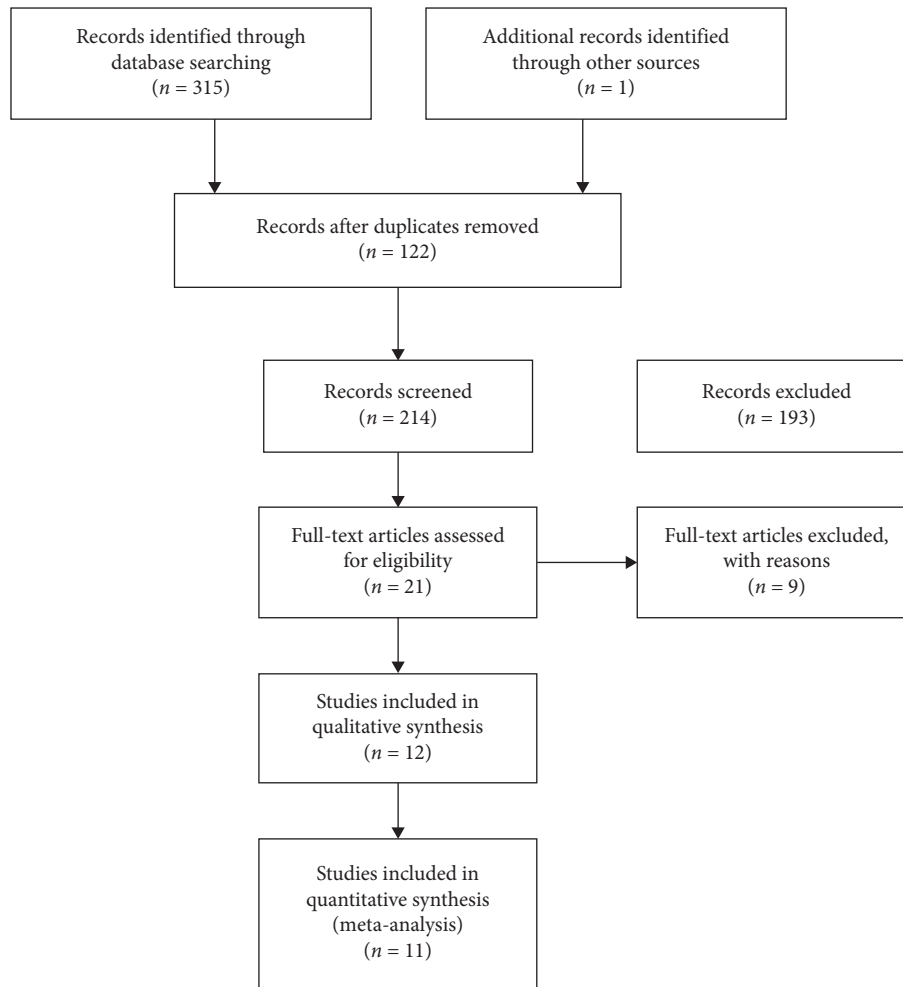 Records identified through
database searching
(n = 315)
Additional records identified
through other sources
(n = 1)
Records after duplicates removed
(n = 122)
Records screened
(n = 214)
Records excluded
(n = 193)
Full-text articles assessed
for eligibility
(n = 21)
Full-text articles excluded,
with reasons
(n = 9)
Studies included in
qualitative synthesis
(n = 12)
Studies included in
quantitative synthesis
(meta-analysis)
(n = 11)